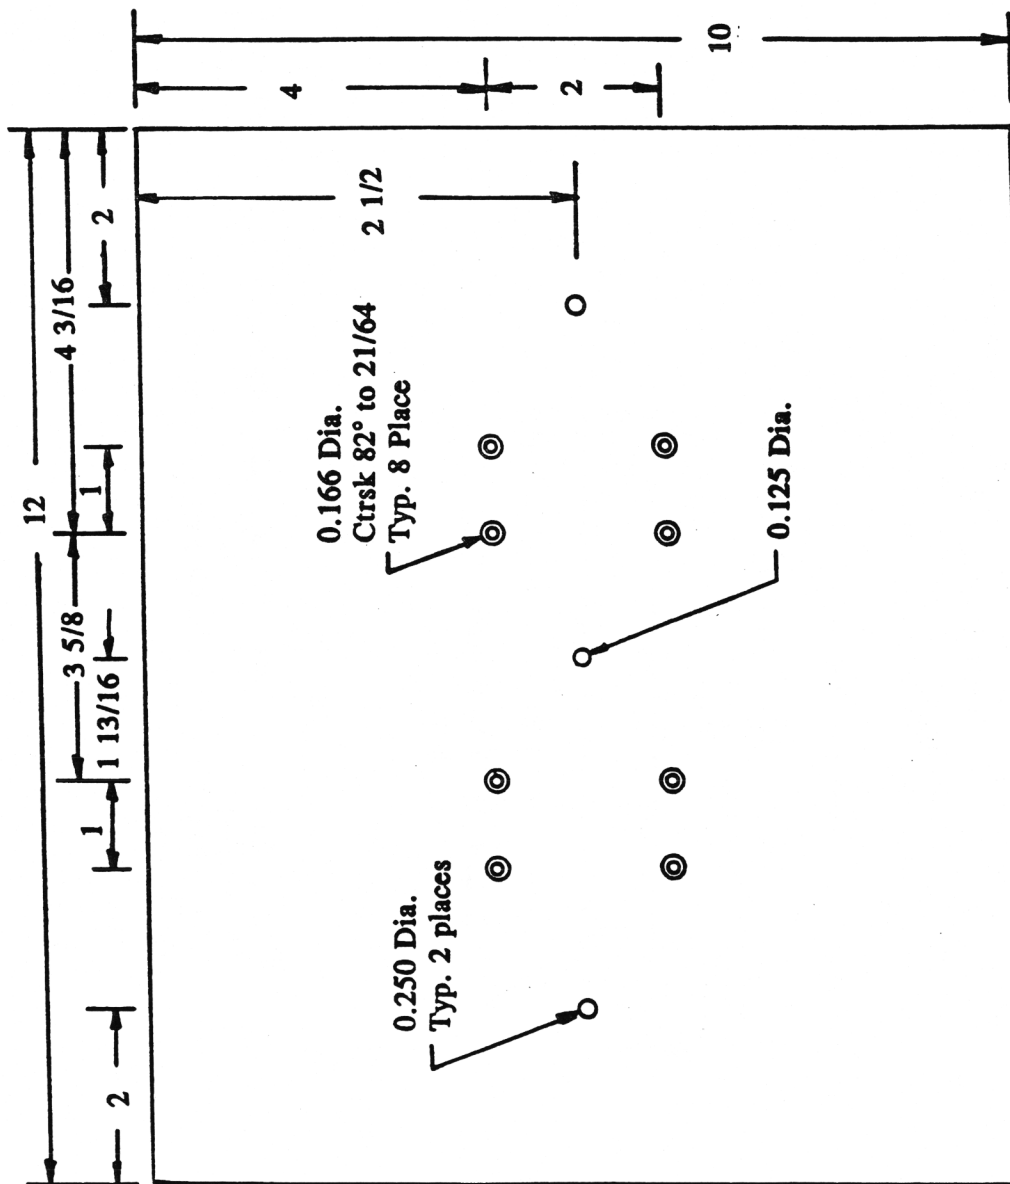 12
4 3/16
2
1
3 5/8
1 13/16
1
2
10
4
2
2 1/2
0.166 Dia.
Ctrsk 82° to 21/64
Typ. 8 Place
0.125 Dia.
0.250 Dia.
Typ. 2 places